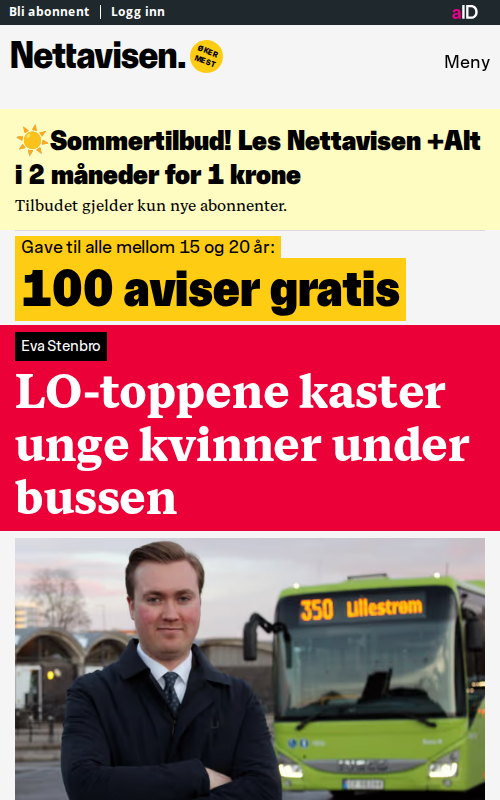 Bli abonnent
Logg inn
aID
Nettavisen.
ØKER
MEST
Meny
Sommertilbud! Les Nettavisen +Alt
i 2 måneder for 1 krone
Tilbudet gjelder kun nye abonnenter.
Gave til alle mellom 15 og 20 år:
100 aviser gratis
Eva Stenbro
LO-toppene kaster
unge kvinner under
bussen
350 Lillestrøm
IVECO